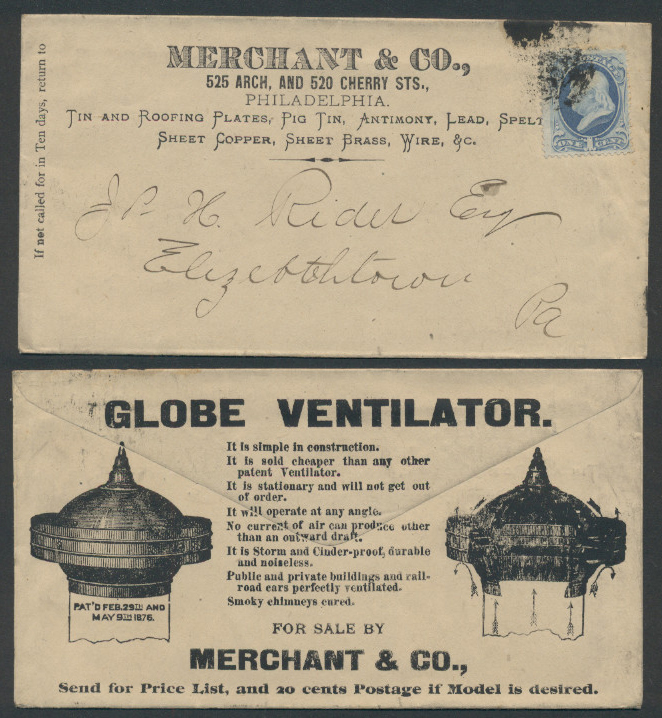 If not called for in Ten days, return to
MERCHANT & CO.,
525 ARCH, AND 520 CHERRY STS.,
PHILADELPHIA.
TIN AND ROOFING PLATES, PIG TIN, ANTIMONY, LEAD, SPELT
SHEET COPPER, SHEET BRASS, WIRE, &C.
ONE CENT
J. P. H. Rider Esq
Elizabethtown
Pa
GLOBE VENTILATOR.
It is simple in construction.
It is sold cheaper than any other
patent Ventilator.
It is stationary and will not get out
of order.
It will operate at any angle.
No current of air can produce other
than an outward draft.
It is Storm and Cinder-proof, durable
and noiseless.
Public and private buildings and rail-
road cars perfectly ventilated.
Smoky chimneys cured.
PAT'D FEB. 29TH AND
MAY 9TH 1876.
FOR SALE BY
MERCHANT & CO.,
Send for Price List, and 20 cents Postage if Model is desired.